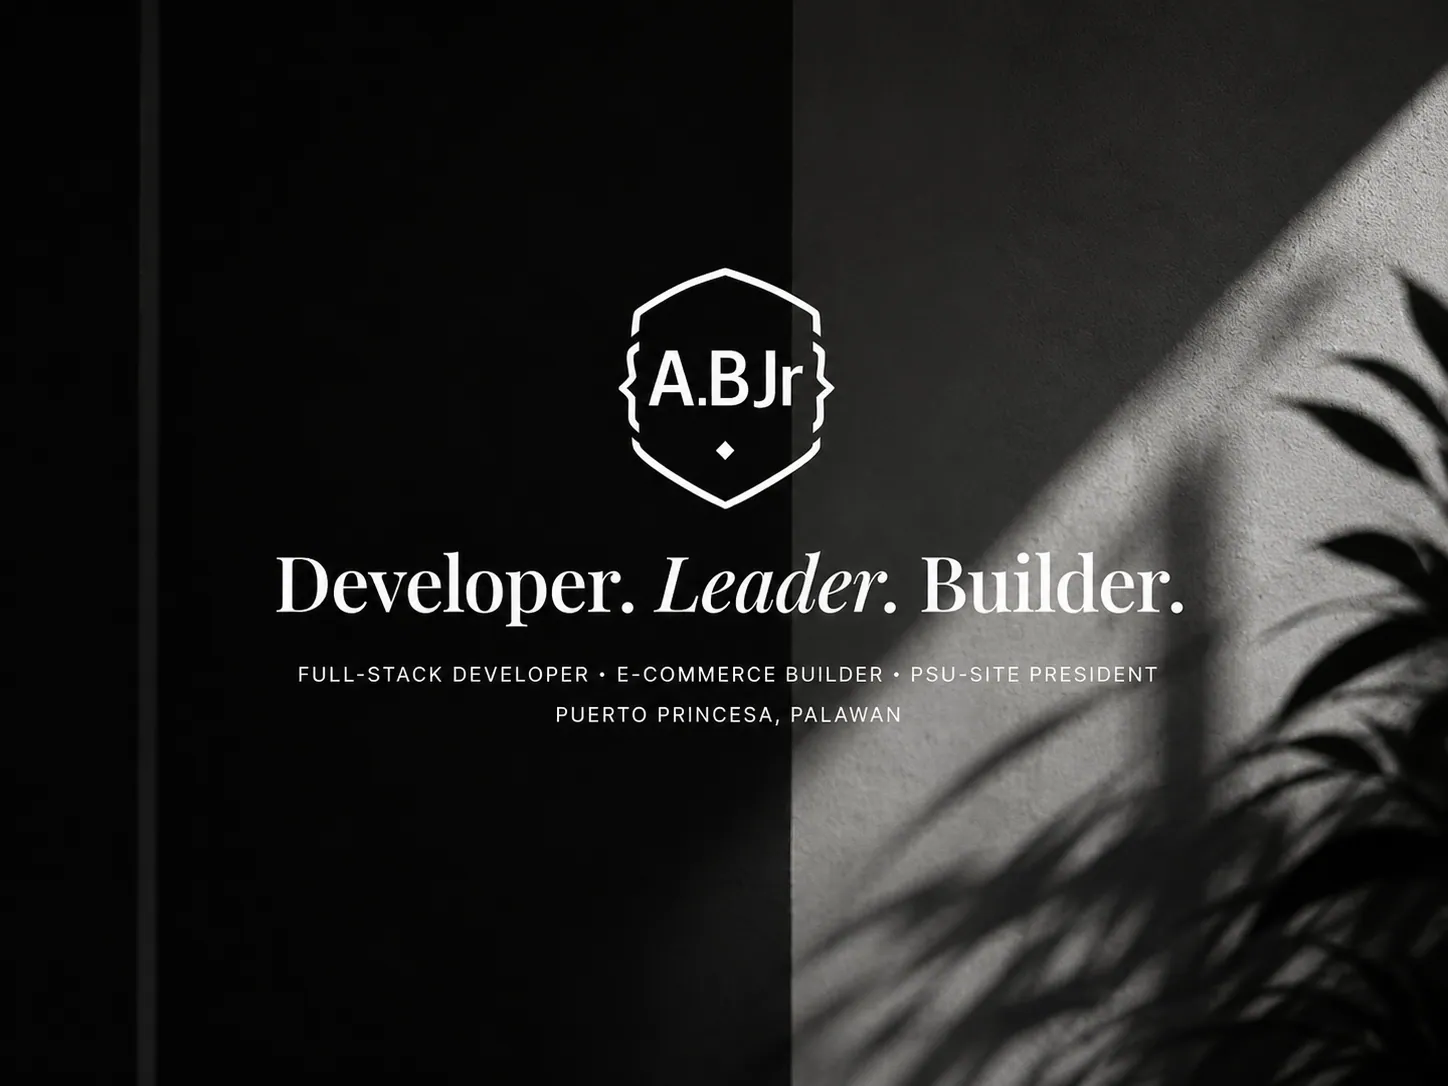 {A.BJr}
Developer. Leader. Builder.
FULL-STACK DEVELOPER • E-COMMERCE BUILDER • PSU-SITE PRESIDENT
PUERTO PRINCESA, PALAWAN